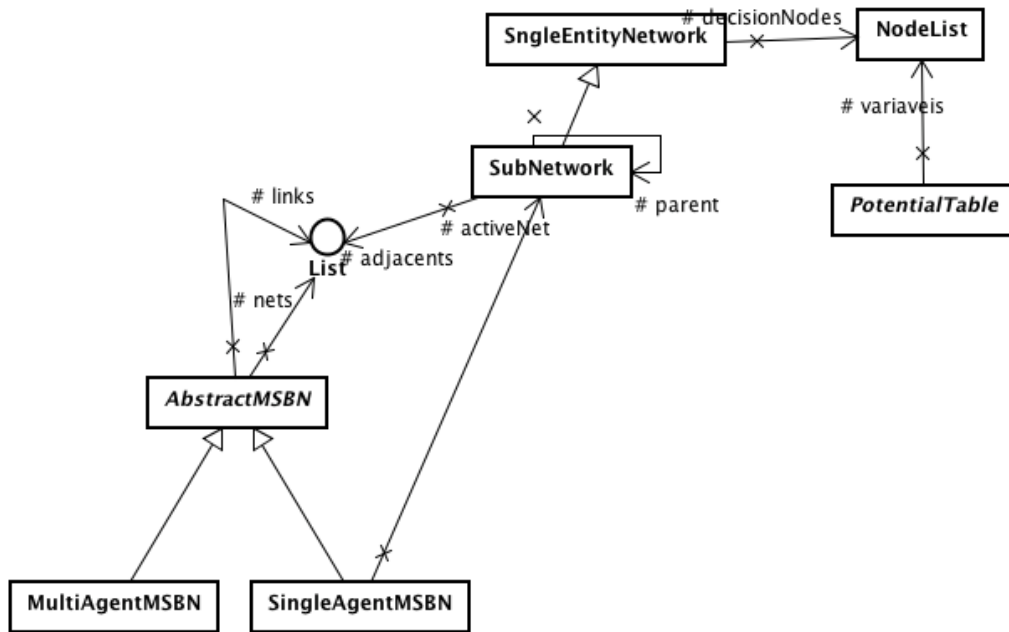 # decisionNodes
SngleEntityNetwork
NodeList
# variaveis
SubNetwork
# links
# parent
PotentialTable
# activeNet
# adjacents
List
# nets
AbstractMSBN
MultiAgentMSBN
SingleAgentMSBN